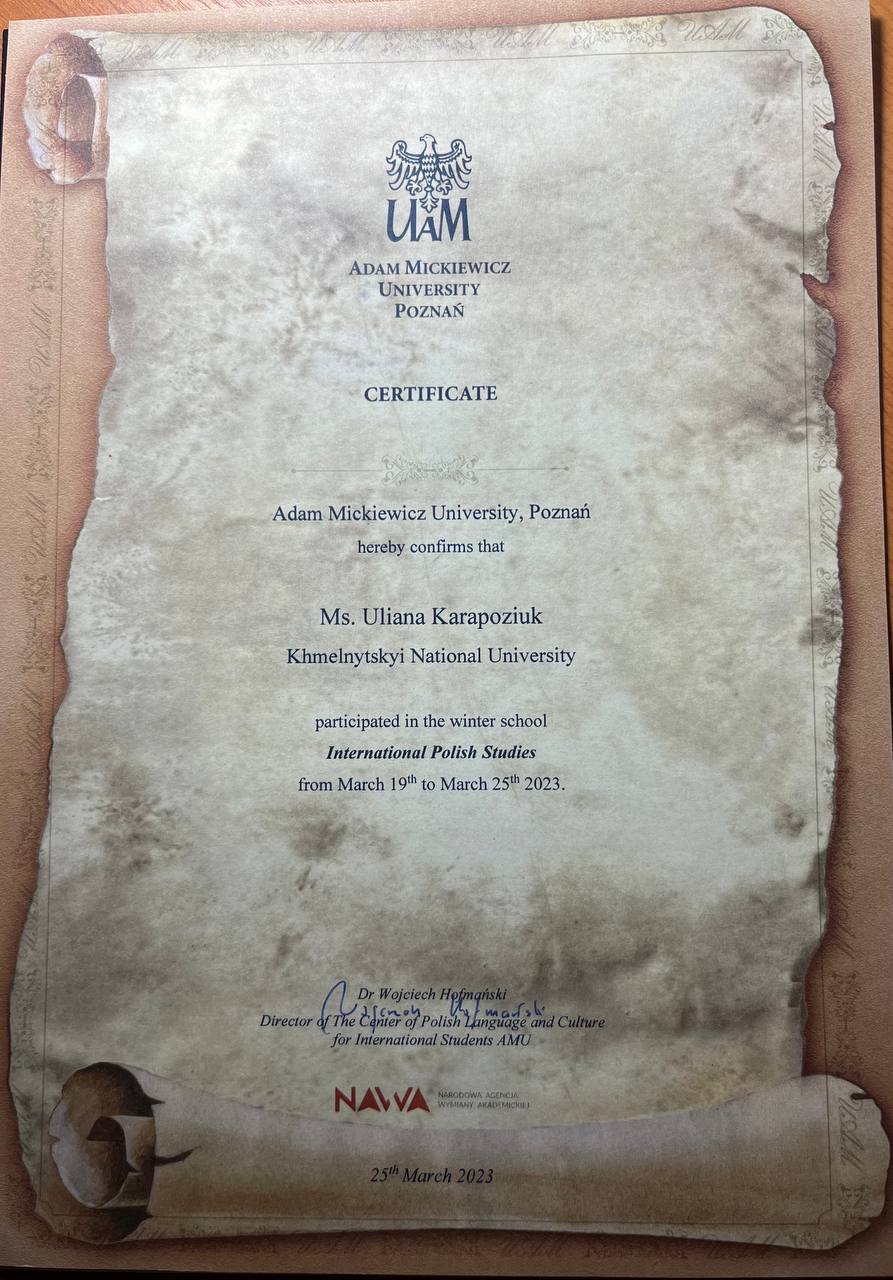 UAM
ADAM MICKIEWICZ
UNIVERSITY
POZNAŃ
CERTIFICATE
Adam Mickiewicz University, Poznań
hereby confirms that
Ms. Uliana Karapoziuk
Khmelnytskyi National University
participated in the winter school
International Polish Studies
from March 19th to March 25th 2023.
Dr Wojciech Hofmański
Wojciech Hofmański
Director of The Center of Polish Language and Culture
for International Students AMU
NAWA NARODOWA AGENCJA
WYMIANY AKADEMICKIEJ
25th March 2023